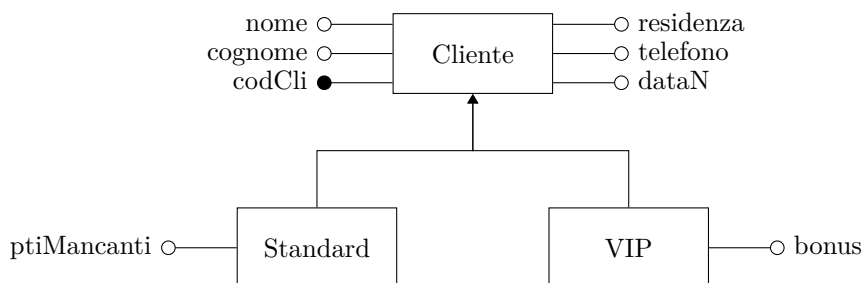 nome
cognome
codCli
Cliente
residenza
telefono
dataN
ptiMancanti
Standard
VIP
bonus